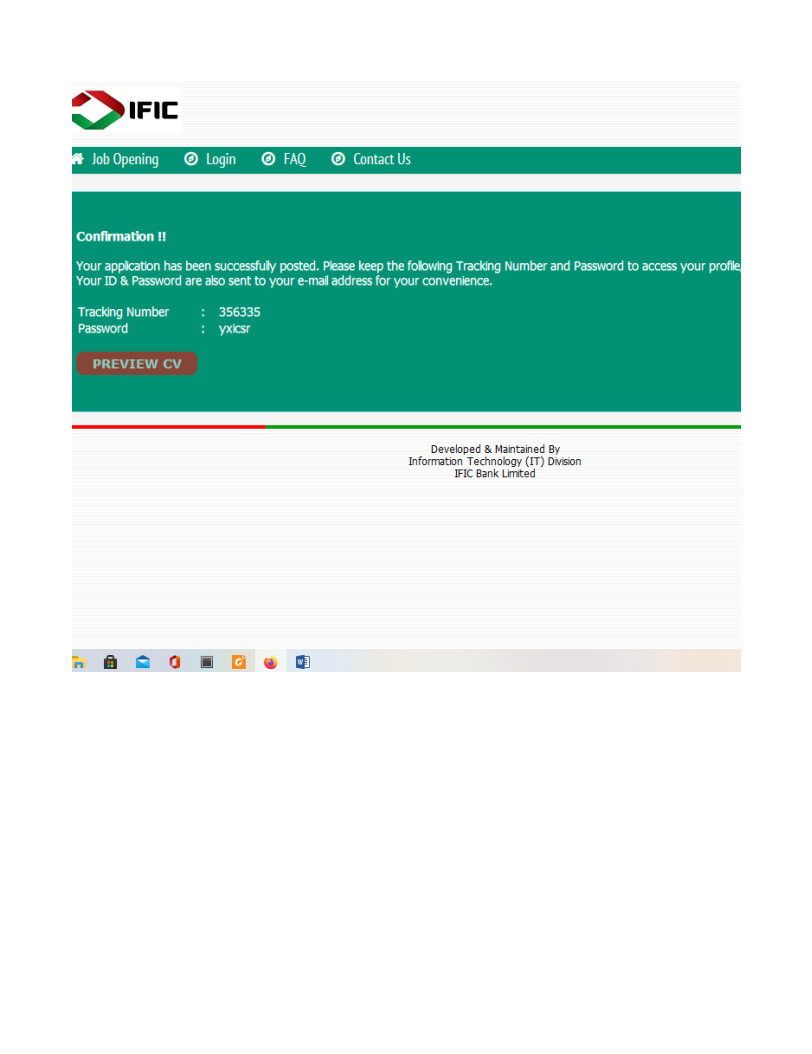 IFIC
Job Opening Login FAQ Contact Us
Confirmation !!
Your application has been successfully posted. Please keep the following Tracking Number and Password to access your profile,
Your ID & Password are also sent to your e-mail address for your convenience.
Tracking Number : 356335
Password : yxicsr
PREVIEW CV
Developed & Maintained By
Information Technology (IT) Division
IFIC Bank Limited